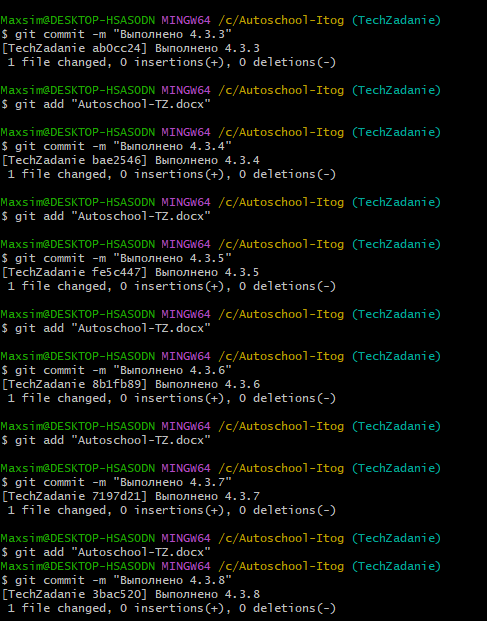 Maxsim@DESKTOP-HSASODN MINGW64 /c/Autoschool-Itog (TechZadanie)
$ git commit -m "Выполнено 4.3.3"
[TechZadanie ab0cc24] Выполнено 4.3.3
 1 file changed, 0 insertions(+), 0 deletions(-)

Maxsim@DESKTOP-HSASODN MINGW64 /c/Autoschool-Itog (TechZadanie)
$ git add "Autoschool-TZ.docx"

Maxsim@DESKTOP-HSASODN MINGW64 /c/Autoschool-Itog (TechZadanie)
$ git commit -m "Выполнено 4.3.4"
[TechZadanie bae2546] Выполнено 4.3.4
 1 file changed, 0 insertions(+), 0 deletions(-)

Maxsim@DESKTOP-HSASODN MINGW64 /c/Autoschool-Itog (TechZadanie)
$ git add "Autoschool-TZ.docx"

Maxsim@DESKTOP-HSASODN MINGW64 /c/Autoschool-Itog (TechZadanie)
$ git commit -m "Выполнено 4.3.5"
[TechZadanie fe5c447] Выполнено 4.3.5
 1 file changed, 0 insertions(+), 0 deletions(-)

Maxsim@DESKTOP-HSASODN MINGW64 /c/Autoschool-Itog (TechZadanie)
$ git add "Autoschool-TZ.docx"

Maxsim@DESKTOP-HSASODN MINGW64 /c/Autoschool-Itog (TechZadanie)
$ git commit -m "Выполнено 4.3.6"
[TechZadanie 8b1fb89] Выполнено 4.3.6
 1 file changed, 0 insertions(+), 0 deletions(-)

Maxsim@DESKTOP-HSASODN MINGW64 /c/Autoschool-Itog (TechZadanie)
$ git add "Autoschool-TZ.docx"

Maxsim@DESKTOP-HSASODN MINGW64 /c/Autoschool-Itog (TechZadanie)
$ git commit -m "Выполнено 4.3.7"
[TechZadanie 7197d21] Выполнено 4.3.7
 1 file changed, 0 insertions(+), 0 deletions(-)

Maxsim@DESKTOP-HSASODN MINGW64 /c/Autoschool-Itog (TechZadanie)
$ git add "Autoschool-TZ.docx"
Maxsim@DESKTOP-HSASODN MINGW64 /c/Autoschool-Itog (TechZadanie)
$ git commit -m "Выполнено 4.3.8"
[TechZadanie 3bac520] Выполнено 4.3.8
 1 file changed, 0 insertions(+), 0 deletions(-)